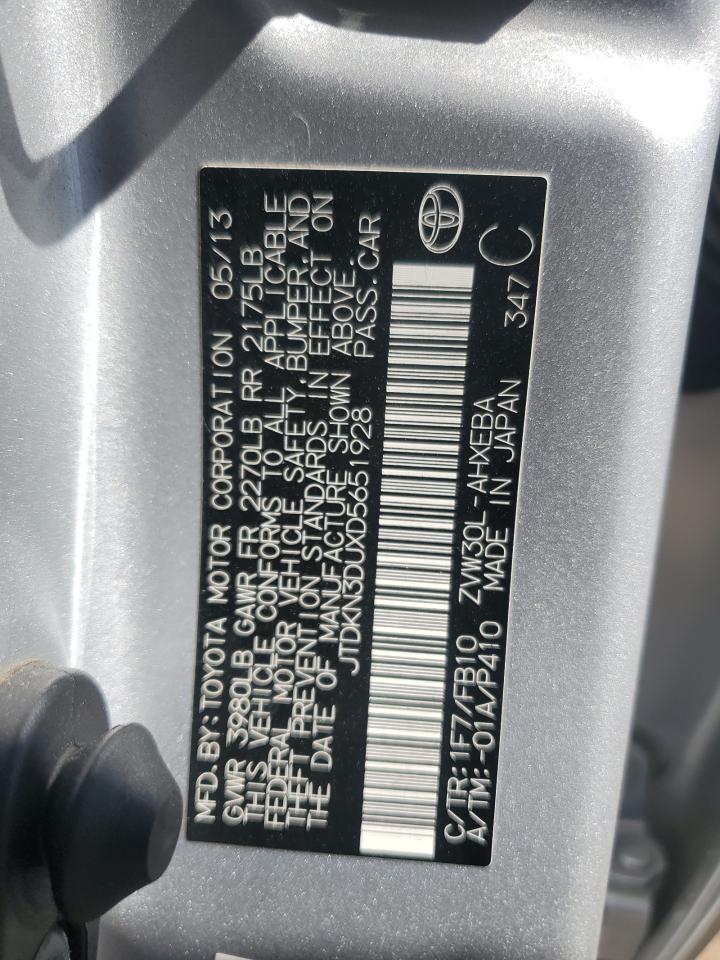 MFD. BY: TOYOTA MOTOR CORPORATION 05/13
GVWR 3980LB GAWR FR 2270LB RR 2175LB
THIS VEHICLE CONFORMS TO ALL APPLICABLE
FEDERAL MOTOR VEHICLE SAFETY, BUMPER, AND
THEFT PREVENTION STANDARDS IN EFFECT ON
THE DATE OF MANUFACTURE SHOWN ABOVE.
JTDKN3DUXD5651928 PASS. CAR
C/TR: 1F7/FB10 ZVW30L-AHXEBA
A/TM: -01A/P410 MADE IN JAPAN 347 C